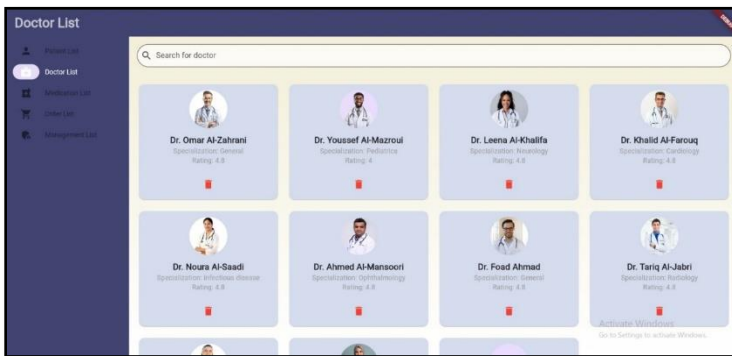 Doctor List
DEBUG
Patient List
Doctor List
Medication List
Order List
Management List
Search for doctor
Dr. Omar Al-Zahrani
Specialization: General
Rating: 4.8
Dr. Youssef Al-Mazroui
Specialization: Pediatrics
Rating: 4
Dr. Leena Al-Khalifa
Specialization: Neurology
Rating: 4.8
Dr. Khalid Al-Farouq
Specialization: Cardiology
Rating: 4.8
Dr. Noura Al-Saadi
Specialization: Infectious disease
Rating: 4.8
Dr. Ahmed Al-Mansoori
Specialization: Ophthalmology
Rating: 4.8
Dr. Foad Ahmad
Specialization: General
Rating: 4.8
Dr. Tariq Al-Jabri
Specialization: Radiology
Rating: 4.8
Activate Windows
Go to Settings to activate Windows.